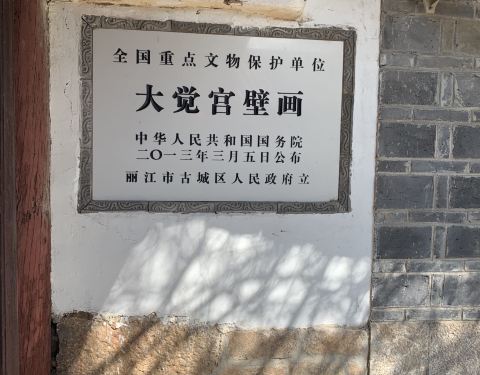 全国重点文物保护单位
大觉宫壁画
中华人民共和国国务院
二〇一三年三月五日公布
丽江市古城区人民政府立